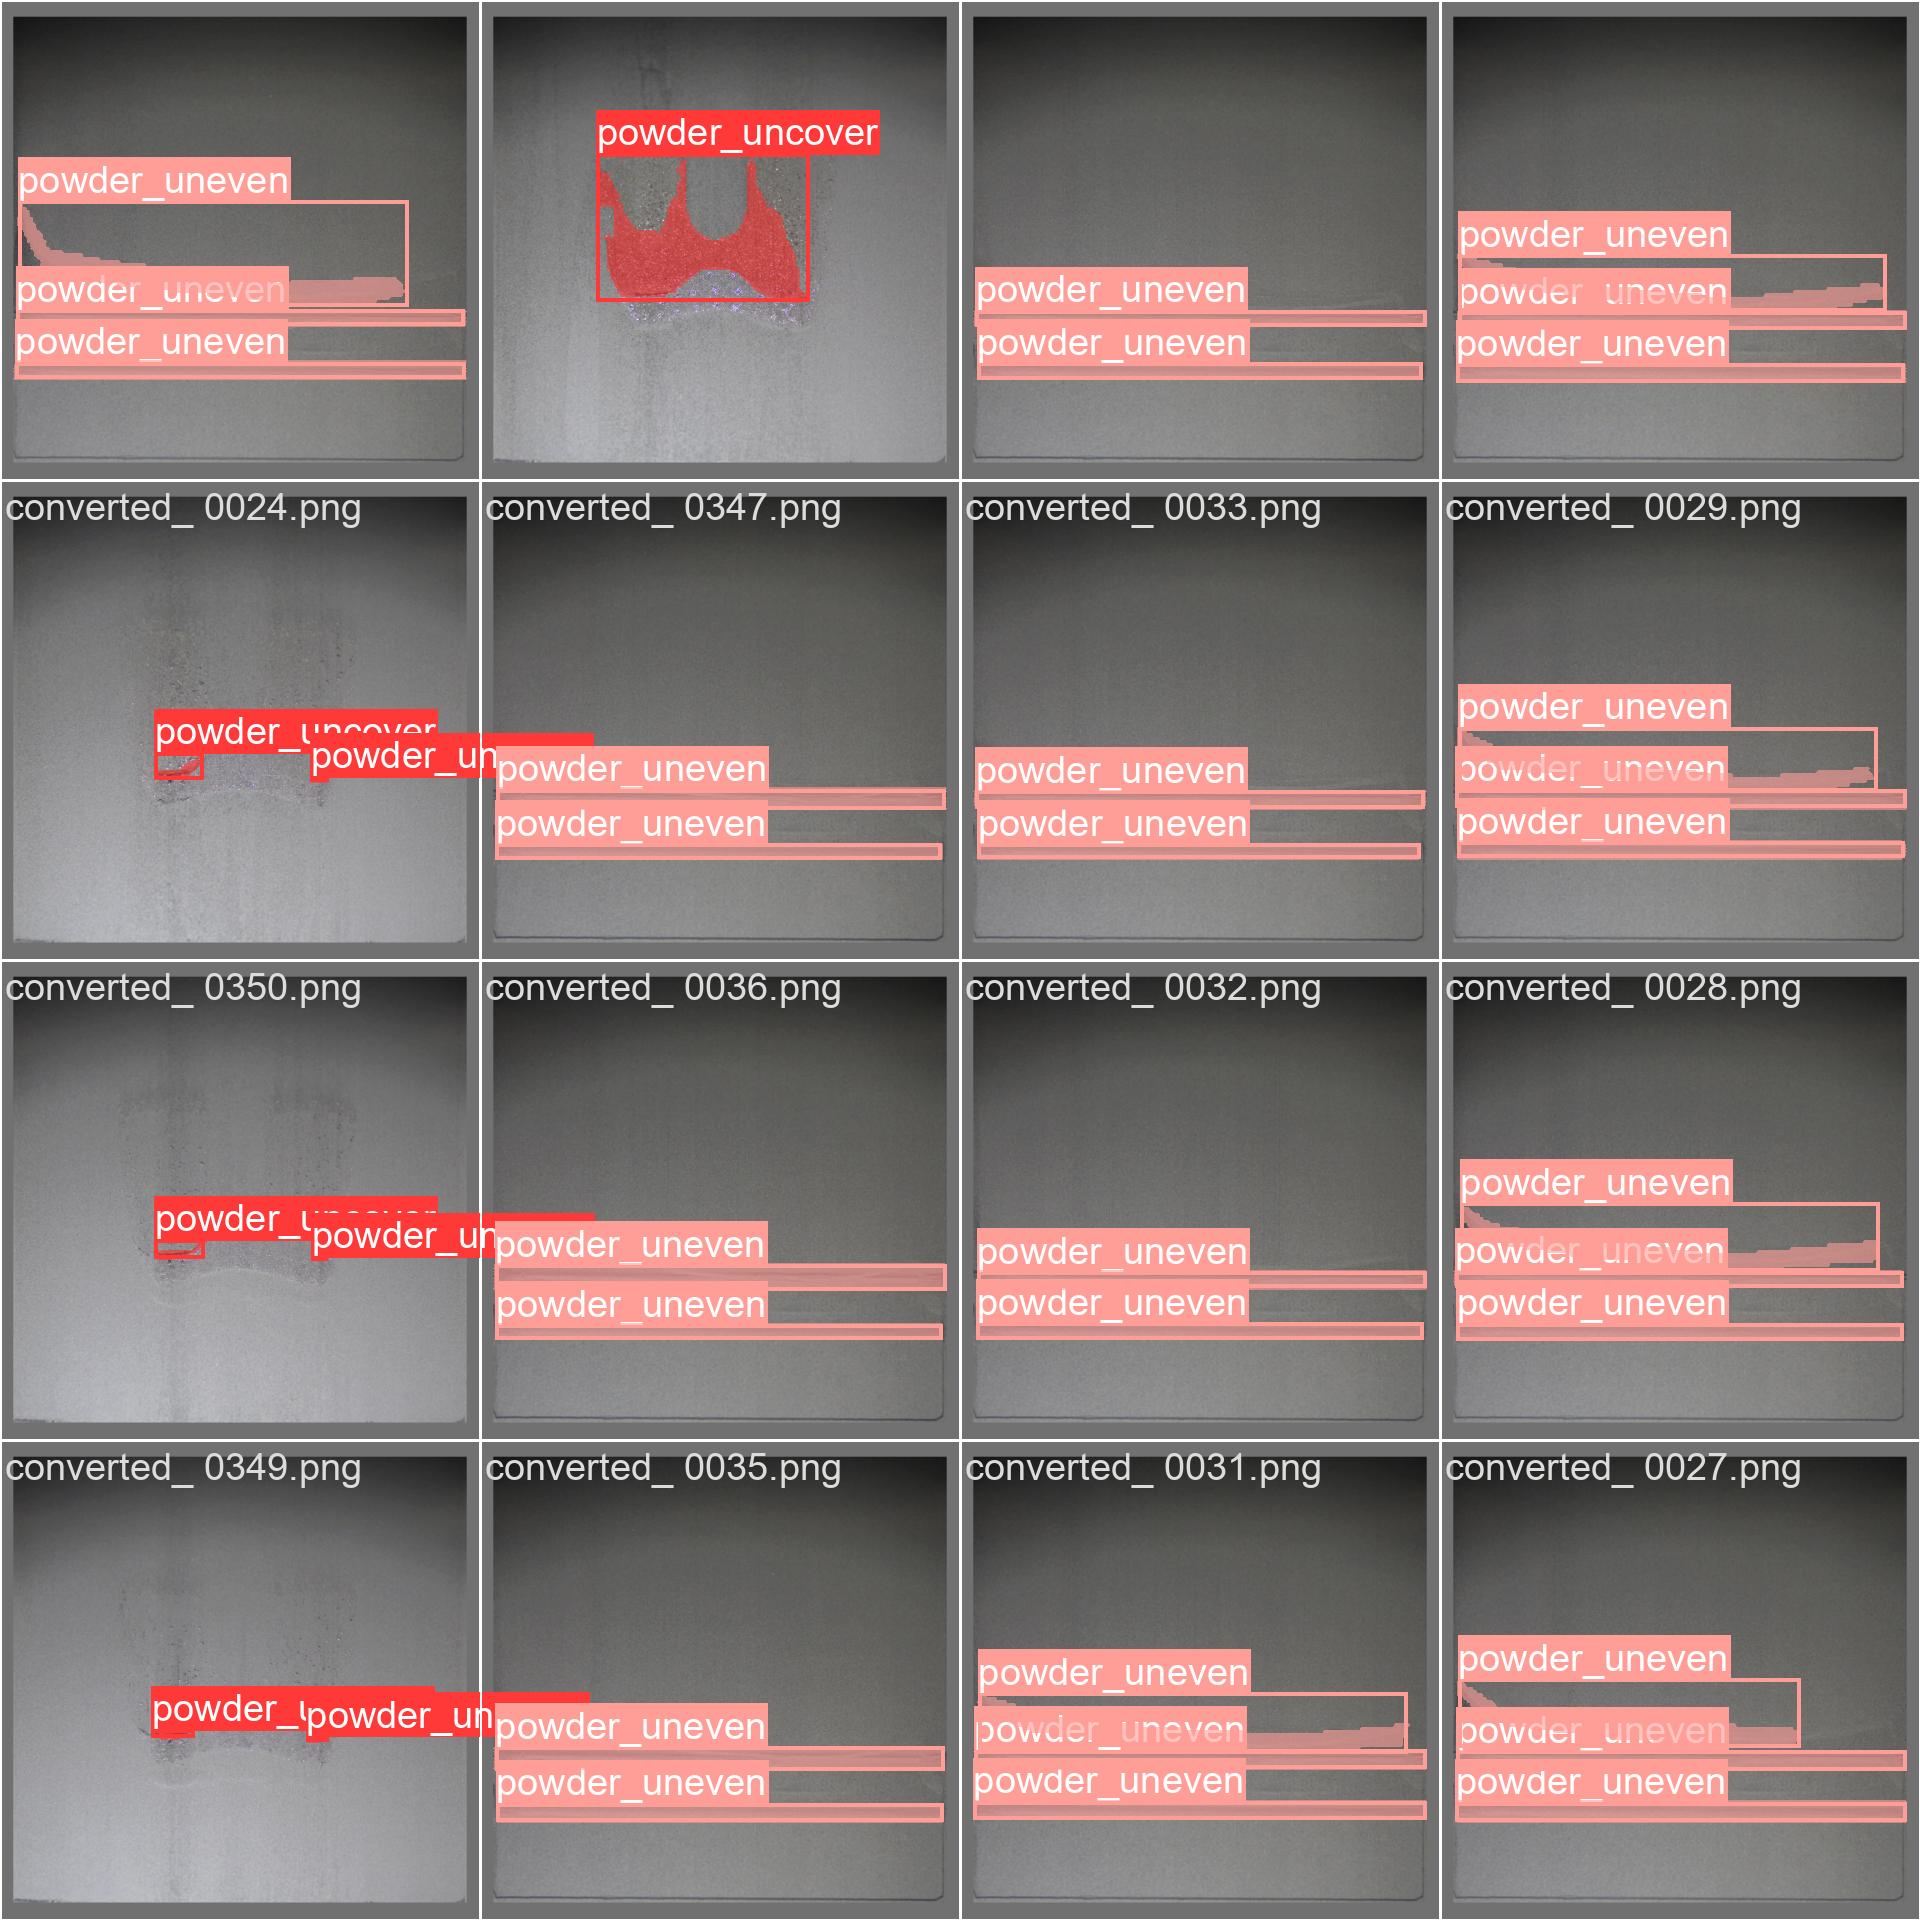 powder_uneven
powder_uneven
powder_uneven
powder_uncover
powder_uneven
powder_uneven
powder_uneven
powder_uneven
powder_uneven
converted_ 0024.png
powder_uncover
powder_un
converted_ 0347.png
powder_uneven
powder_uneven
converted_ 0033.png
powder_uneven
powder_uneven
converted_ 0029.png
powder_uneven
powder_uneven
powder_uneven
converted_ 0350.png
powder_uncover
powder_un
converted_ 0036.png
powder_uneven
powder_uneven
converted_ 0032.png
powder_uneven
powder_uneven
converted_ 0028.png
powder_uneven
powder_uneven
powder_uneven
converted_ 0349.png
powder_u
powder_un
converted_ 0035.png
powder_uneven
powder_uneven
converted_ 0031.png
powder_uneven
powder_uneven
powder_uneven
converted_ 0027.png
powder_uneven
powder_uneven
powder_uneven